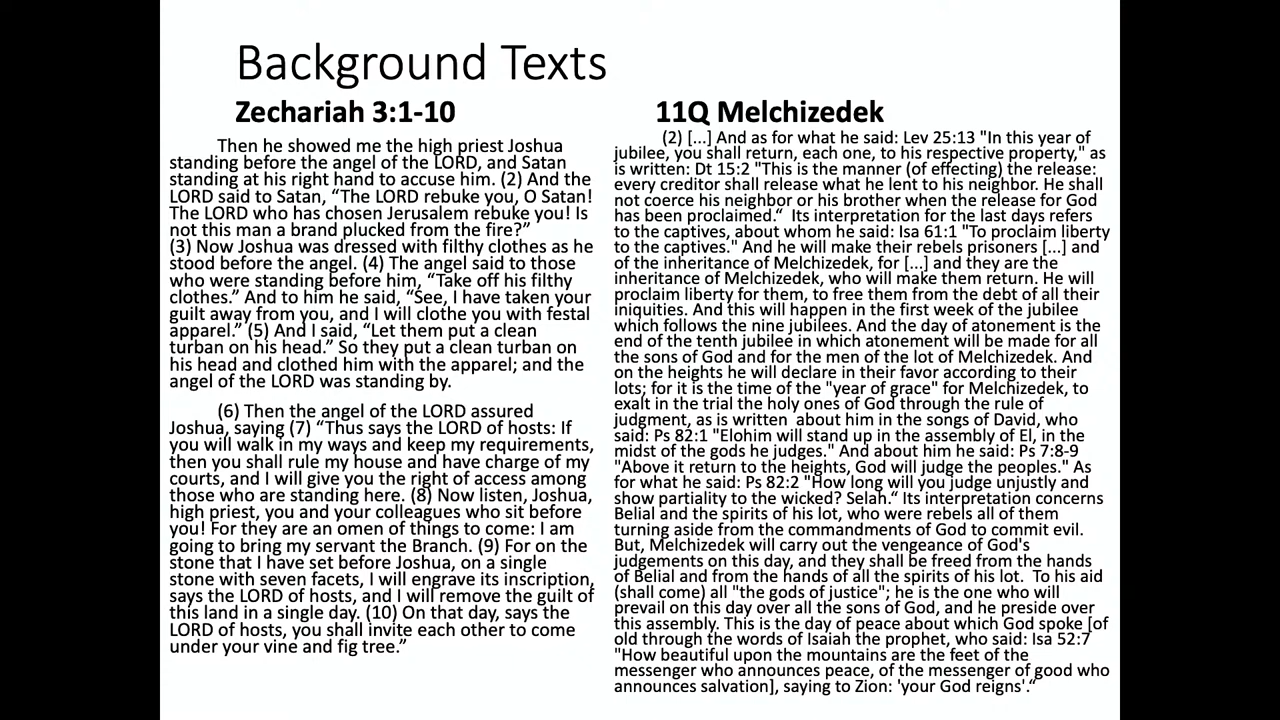 Background Texts
Zechariah 3:1-10
Then he showed me the high priest Joshua
standing before the angel of the LORD, and Satan
standing at his right hand to accuse him. (2) And the
LORD said to Satan, “The LORD rebuke you, O Satan!
The LORD who has chosen Jerusalem rebuke you! Is
not this man a brand plucked from the fire?”
(3) Now Joshua was dressed with filthy clothes as he
stood before the angel. (4) The angel said to those
who were standing before him, “Take off his filthy
clothes.” And to him he said, “See, I have taken your
guilt away from you, and I will clothe you with festal
apparel.” (5) And I said, “Let them put a clean
turban on his head.” So they put a clean turban on
his head and clothed him with the apparel; and the
angel of the LORD was standing by.
(6) Then the angel of the LORD assured
Joshua, saying (7) “Thus says the LORD of hosts: If
you will walk in my ways and keep my requirements,
then you shall rule my house and have charge of my
courts, and I will give you the right of access among
those who are standing here. (8) Now listen, Joshua,
high priest, you and your colleagues who sit before
you! For they are an omen of things to come: I am
going to bring my servant the Branch. (9) For on the
stone that I have set before Joshua, on a single
stone with seven facets, I will engrave its inscription,
says the LORD of hosts, and I will remove the guilt of
this land in a single day. (10) On that day, says the
LORD of hosts, you shall invite each other to come
under your vine and fig tree.”
11Q Melchizedek
(2) [...] And as for what he said: Lev 25:13 "In this year of
jubilee, you shall return, each one, to his respective property," as
is written: Dt 15:2 "This is the manner (of effecting) the release:
every creditor shall release what he lent to his neighbor. He shall
not coerce his neighbor or his brother when the release for God
has been proclaimed.“ Its interpretation for the last days refers
to the captives, about whom he said: Isa 61:1 "To proclaim liberty
to the captives." And he will make their rebels prisoners [...] and
of the inheritance of Melchizedek, for [...] and they are the
inheritance of Melchizedek, who will make them return. He will
proclaim liberty for them, to free them from the debt of all their
iniquities. And this will happen in the first week of the jubilee
which follows the nine jubilees. And the day of atonement is the
end of the tenth jubilee in which atonement will be made for all
the sons of God and for the men of the lot of Melchizedek. And
on the heights he will declare in their favor according to their
lots; for it is the time of the "year of grace" for Melchizedek, to
exalt in the trial the holy ones of God through the rule of
judgment, as is written about him in the songs of David, who
said: Ps 82:1 "Elohim will stand up in the assembly of El, in the
midst of the gods he judges." And about him he said: Ps 7:8-9
"Above it return to the heights, God will judge the peoples." As
for what he said: Ps 82:2 "How long will you judge unjustly and
show partiality to the wicked? Selah.“ Its interpretation concerns
Belial and the spirits of his lot, who were rebels all of them
turning aside from the commandments of God to commit evil.
But, Melchizedek will carry out the vengeance of God's
judgements on this day, and they shall be freed from the hands
of Belial and from the hands of all the spirits of his lot. To his aid
(shall come) all "the gods of justice"; he is the one who will
prevail on this day over all the sons of God, and he preside over
this assembly. This is the day of peace about which God spoke [of
old through the words of Isaiah the prophet, who said: Isa 52:7
"How beautiful upon the mountains are the feet of the
messenger who announces peace, of the messenger of good who
announces salvation], saying to Zion: 'your God reigns'.“